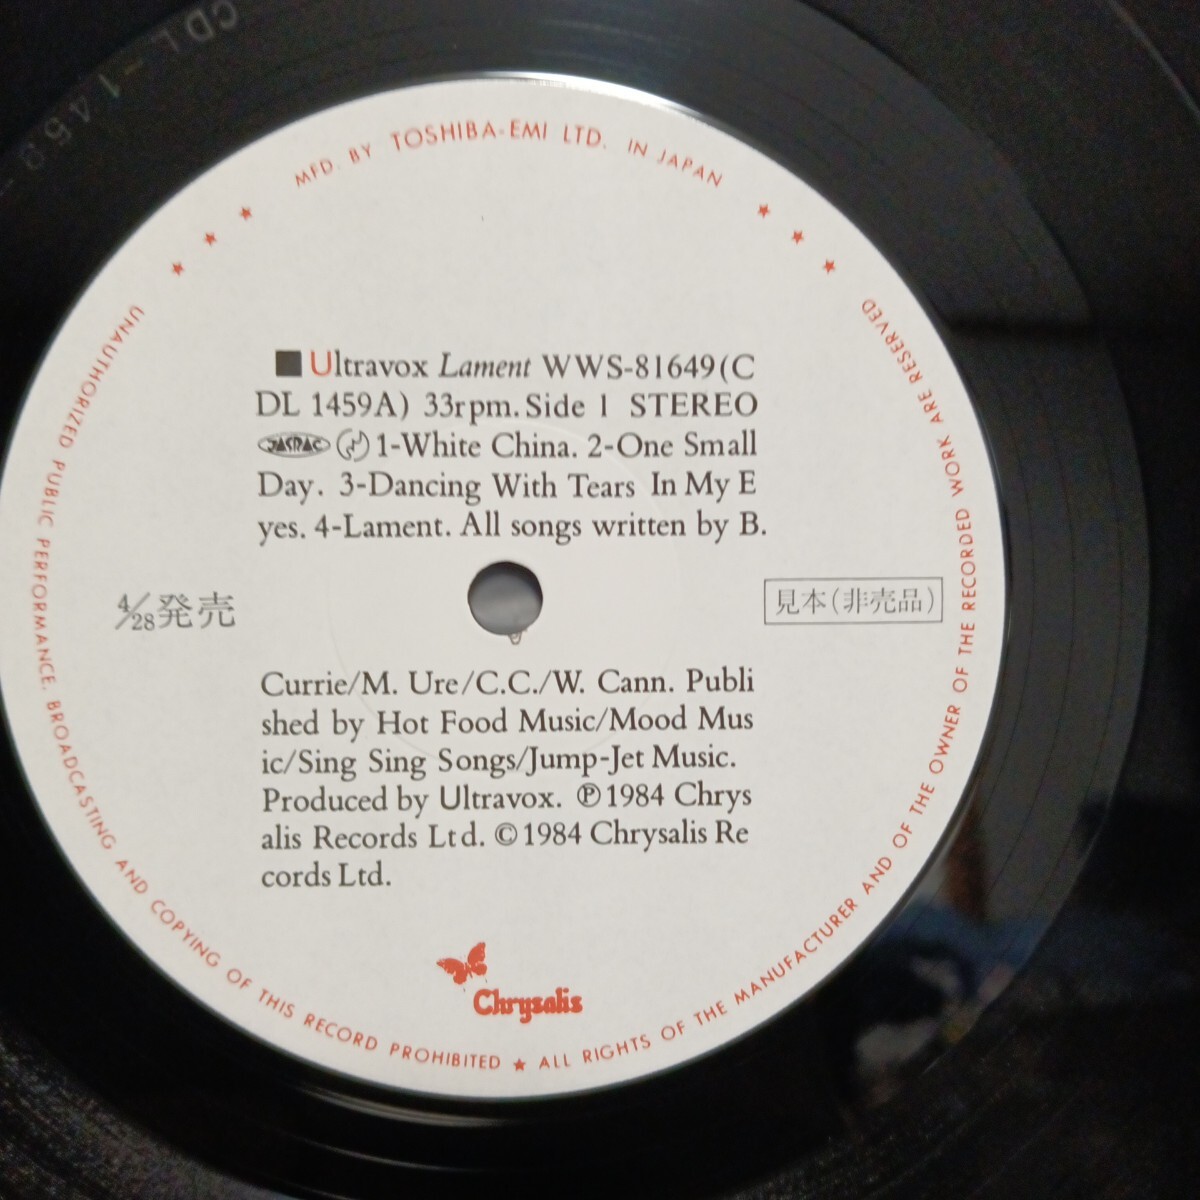 CDL-1459-
MFD. BY TOSHIBA-EMI LTD. IN JAPAN
■Ultravox Lament WWS-81649(C
DL 1459A) 33rpm. Side 1 STEREO
JASRAC 1-White China. 2-One Small
Day. 3-Dancing With Tears In My E
yes. 4-Lament. All songs written by B.
4/28発売
見本(非売品)
Currie/M. Ure/C.C./W. Cann. Publi
shed by Hot Food Music/Mood Mus
ic/Sing Sing Songs/Jump-Jet Music.
Produced by Ultravox. ℗1984 Chrys
alis Records Ltd. ©1984 Chrysalis Re
cords Ltd.
Chrysalis
UNAUTHORIZED PUBLIC PERFORMANCE, BROADCASTING AND COPYING OF THIS RECORD PROHIBITED ★ ALL RIGHTS OF THE MANUFACTURER AND OF THE OWNER OF THE RECORDED WORK ARE RESERVED